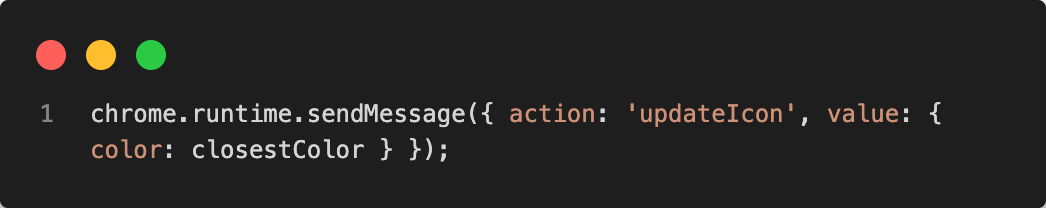 1 chrome.runtime.sendMessage({ action: 'updateIcon', value: {
color: closestColor } });